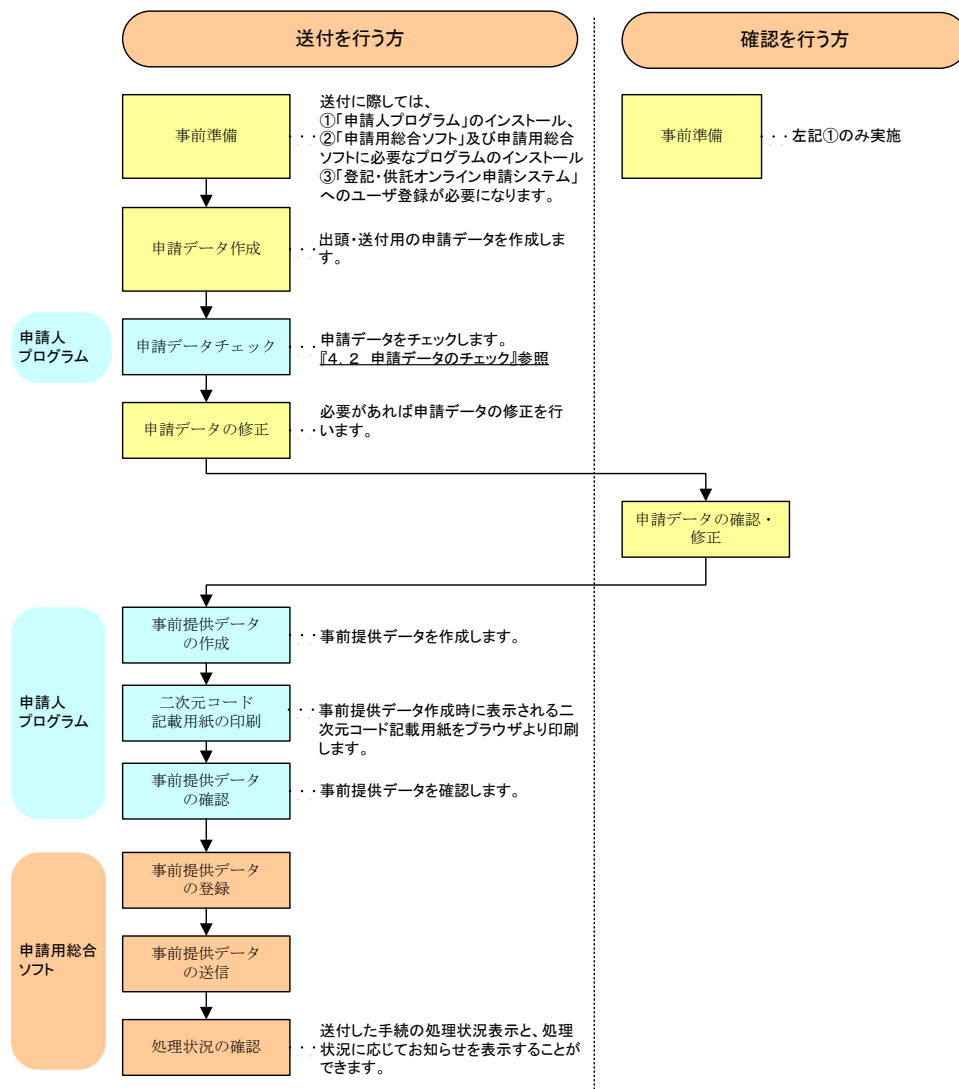 送付を行う方
確認を行う方
事前準備
送付に際しては、
①「申請人プログラム」のインストール、
②「申請用総合ソフト」及び申請用総合
ソフトに必要なプログラムのインストール
③「登記・供託オンライン申請システム」
へのユーザ登録が必要になります。
事前準備
左記①のみ実施
申請データ作成
出頭・送付用の申請データを作成しま
す。
申請人
プログラム
申請データチェック
申請データをチェックします。
『4．2　申請データのチェック』参照
申請データの修正
必要があれば申請データの修正を行
います。
申請データの確認・
修正
申請人
プログラム
事前提供データ
の作成
事前提供データを作成します。
二次元コード
記載用紙の印刷
事前提供データ作成時に表示される二
次元コード記載用紙をブラウザより印刷
します。
事前提供データ
の確認
事前提供データを確認します。
申請用総合
ソフト
事前提供データ
の登録
事前提供データ
の送信
処理状況の確認
送付した手続の処理状況表示と、処理
状況に応じてお知らせを表示することが
できます。